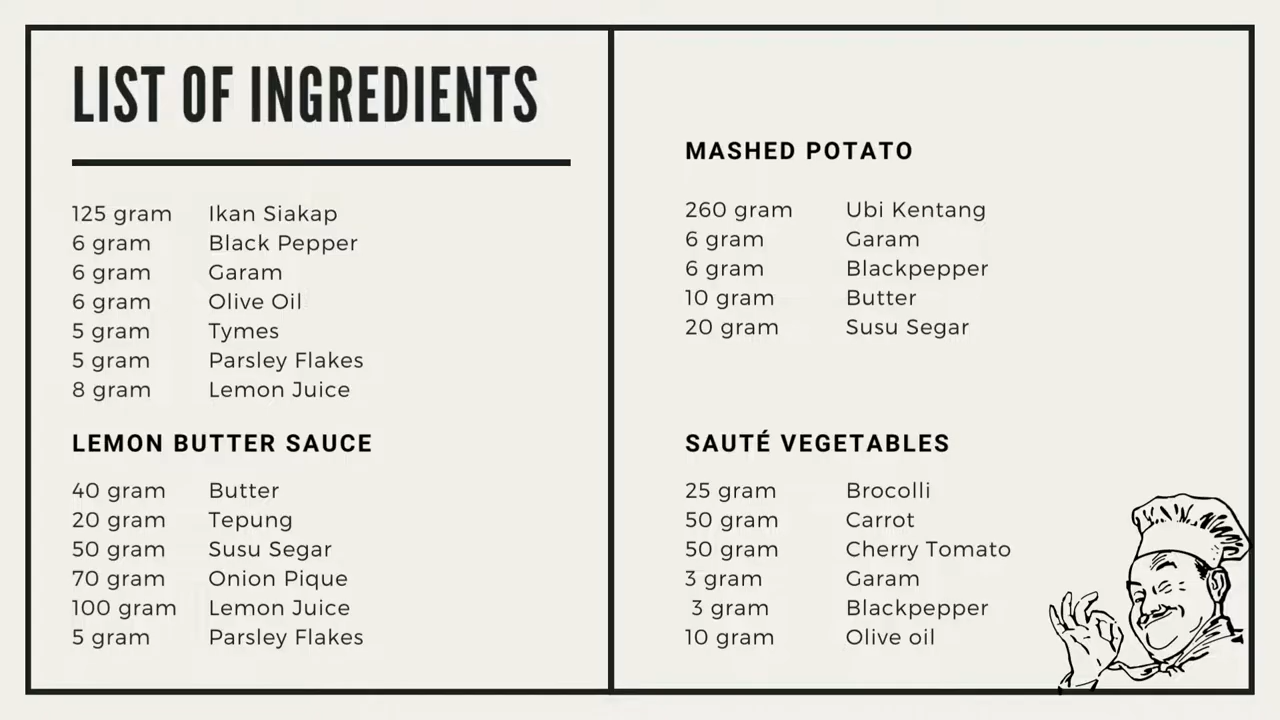 LIST OF INGREDIENTS
125 gram Ikan Siakap
6 gram Black Pepper
6 gram Garam
6 gram Olive Oil
5 gram Tymes
5 gram Parsley Flakes
8 gram Lemon Juice
LEMON BUTTER SAUCE
40 gram Butter
20 gram Tepung
50 gram Susu Segar
70 gram Onion Pique
100 gram Lemon Juice
5 gram Parsley Flakes
MASHED POTATO
260 gram Ubi Kentang
6 gram Garam
6 gram Blackpepper
10 gram Butter
20 gram Susu Segar
SAUTÉ VEGETABLES
25 gram Brocolli
50 gram Carrot
50 gram Cherry Tomato
3 gram Garam
3 gram Blackpepper
10 gram Olive oil